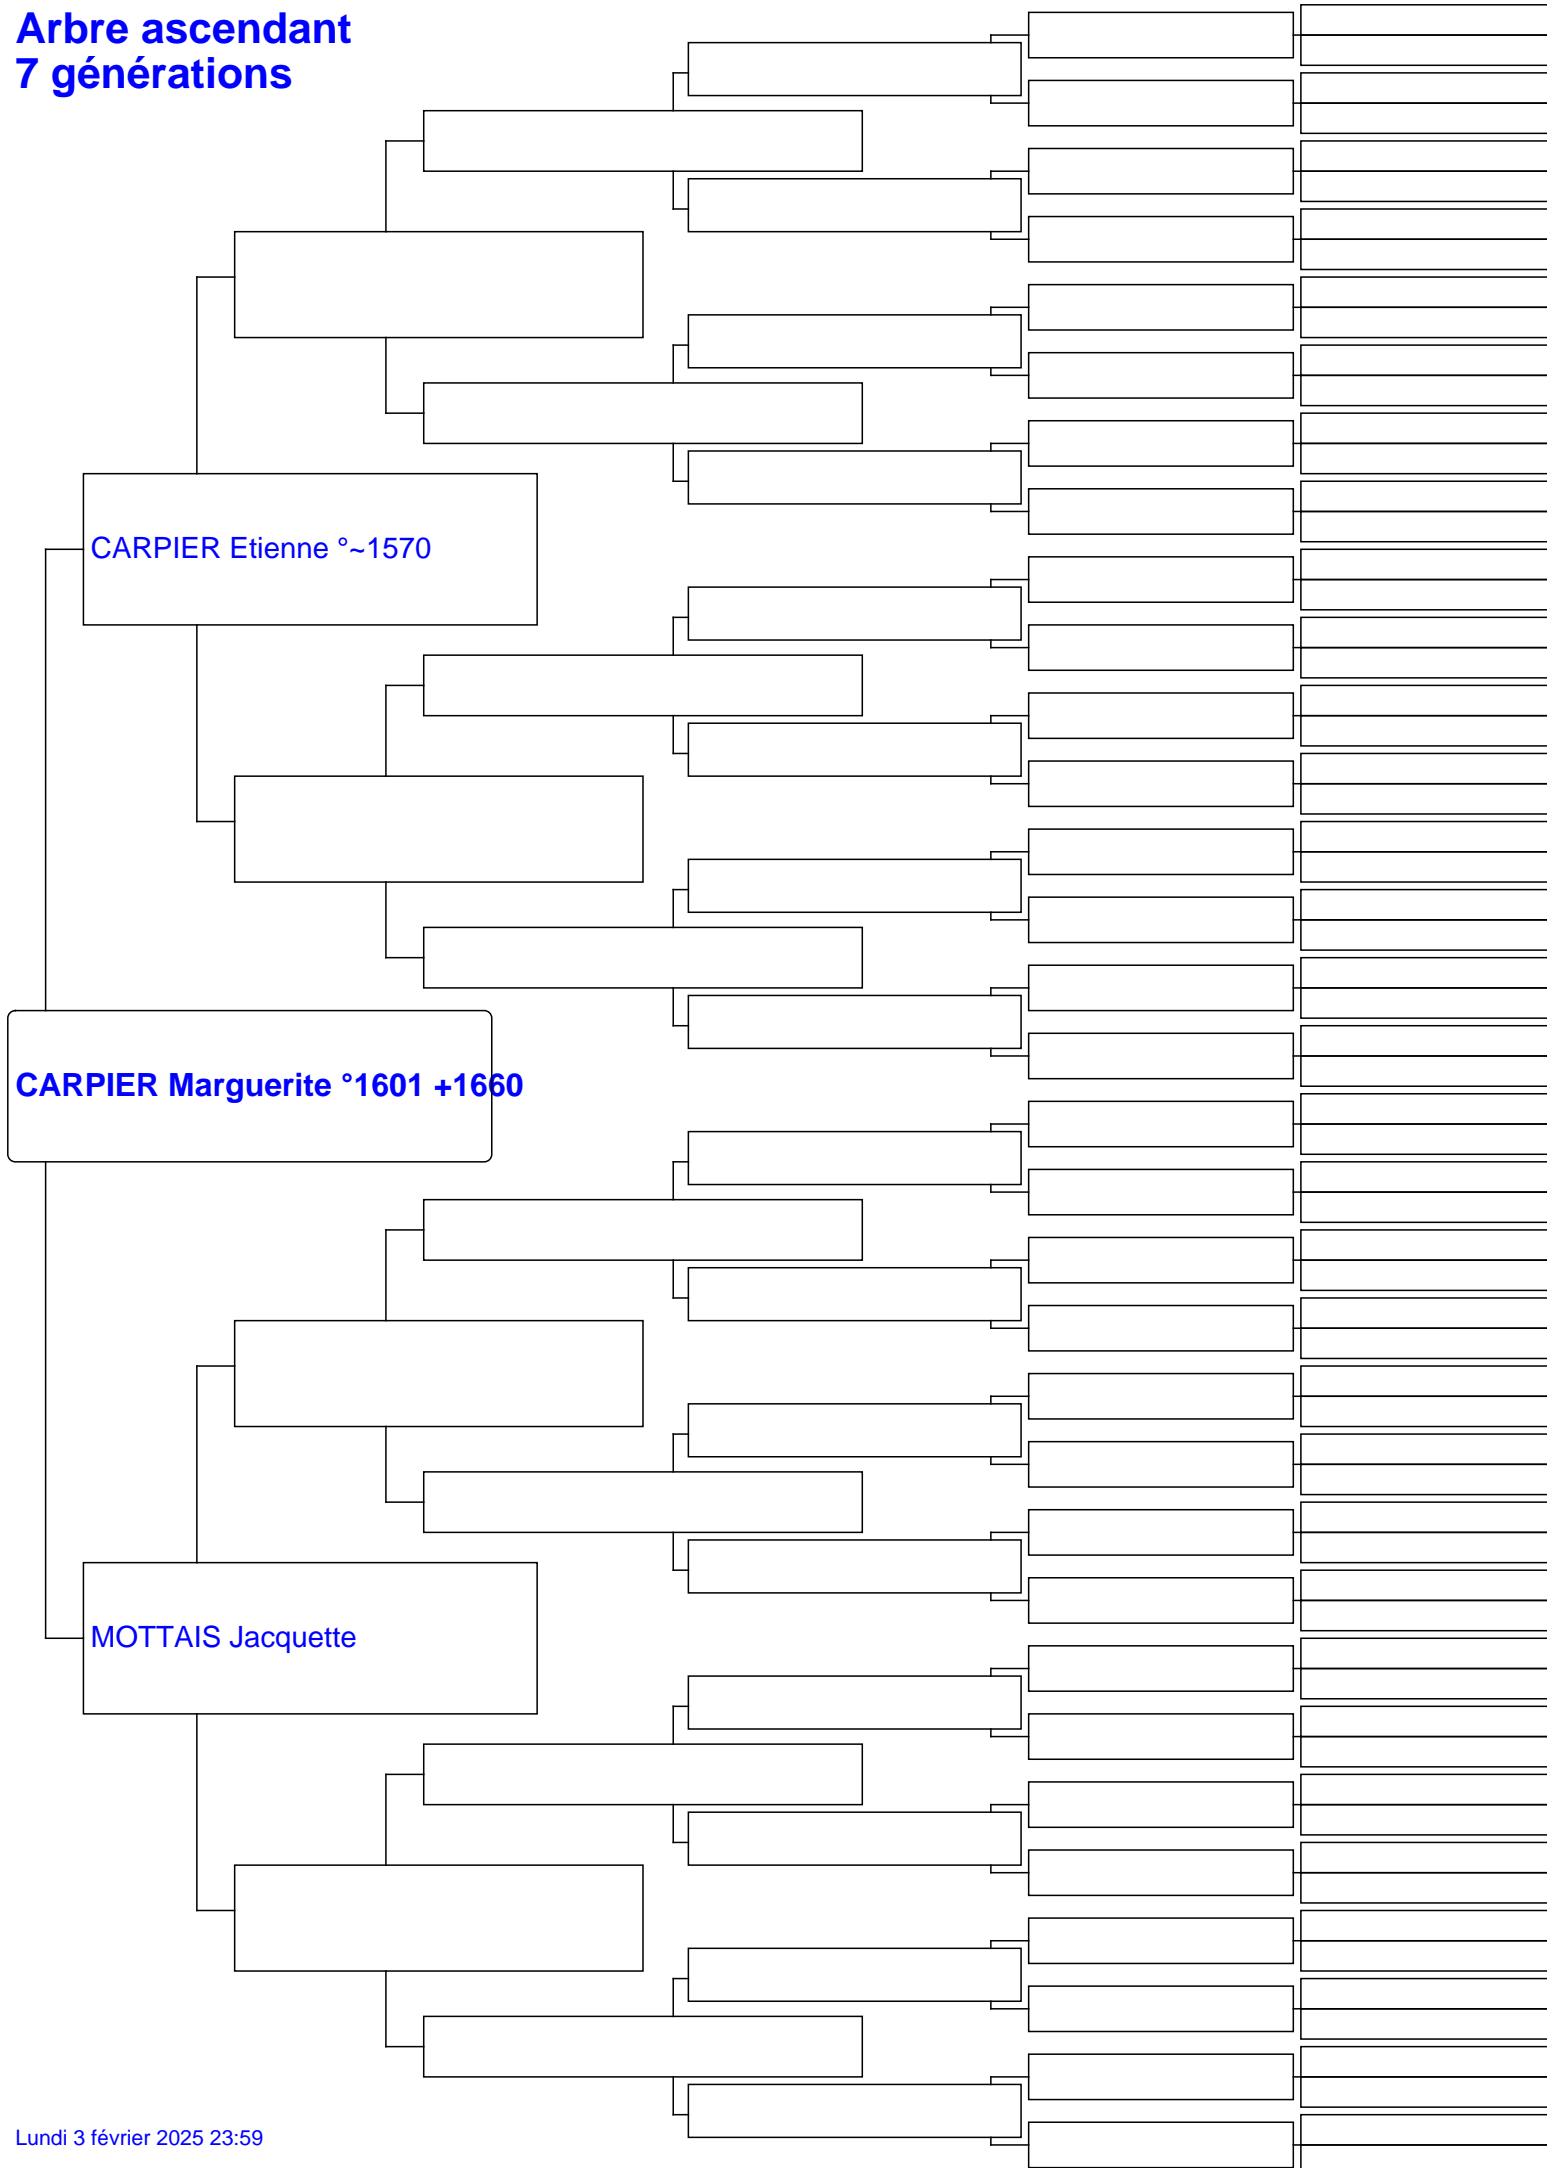 Arbre ascendant
7 générations
CARPIER Etienne °~1570
CARPIER Marguerite °1601 +1660
MOTTAIS Jacquette
Lundi 3 février 2025 23:59